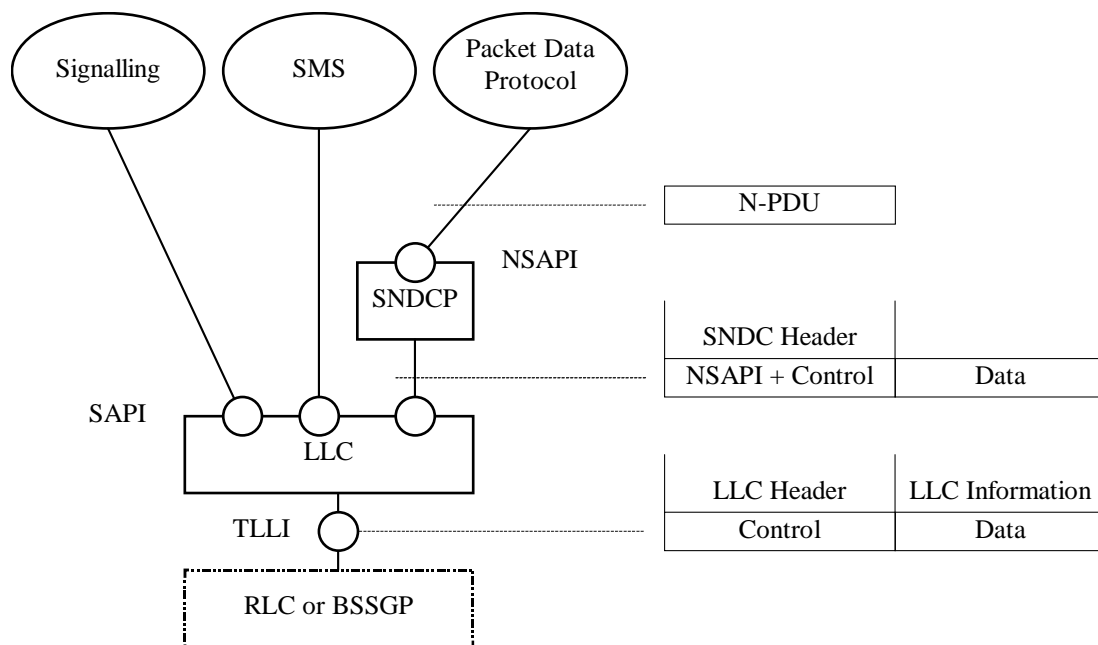 Signalling
SMS
Packet Data
Protocol
N-PDU
NSAPI
SNDCP
SNDC Header
NSAPI + Control
Data
SAPI
LLC
LLC Header
LLC Information
TLLI
Control
Data
RLC or BSSGP